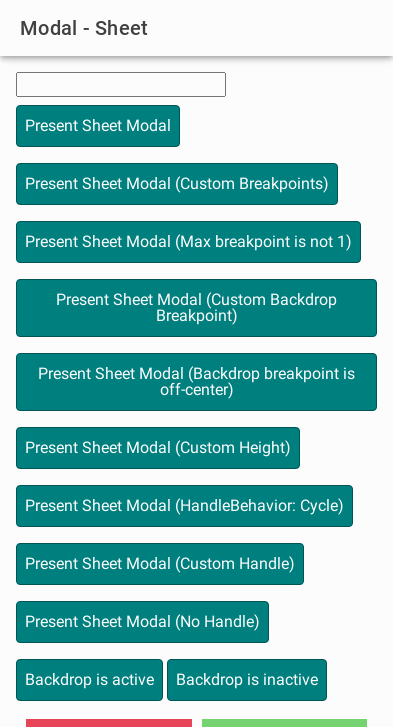 Modal - Sheet
Present Sheet Modal
Present Sheet Modal (Custom Breakpoints)
Present Sheet Modal (Max breakpoint is not 1)
Present Sheet Modal (Custom Backdrop
Breakpoint)
Present Sheet Modal (Backdrop breakpoint is
off-center)
Present Sheet Modal (Custom Height)
Present Sheet Modal (HandleBehavior: Cycle)
Present Sheet Modal (Custom Handle)
Present Sheet Modal (No Handle)
Backdrop is active Backdrop is inactive